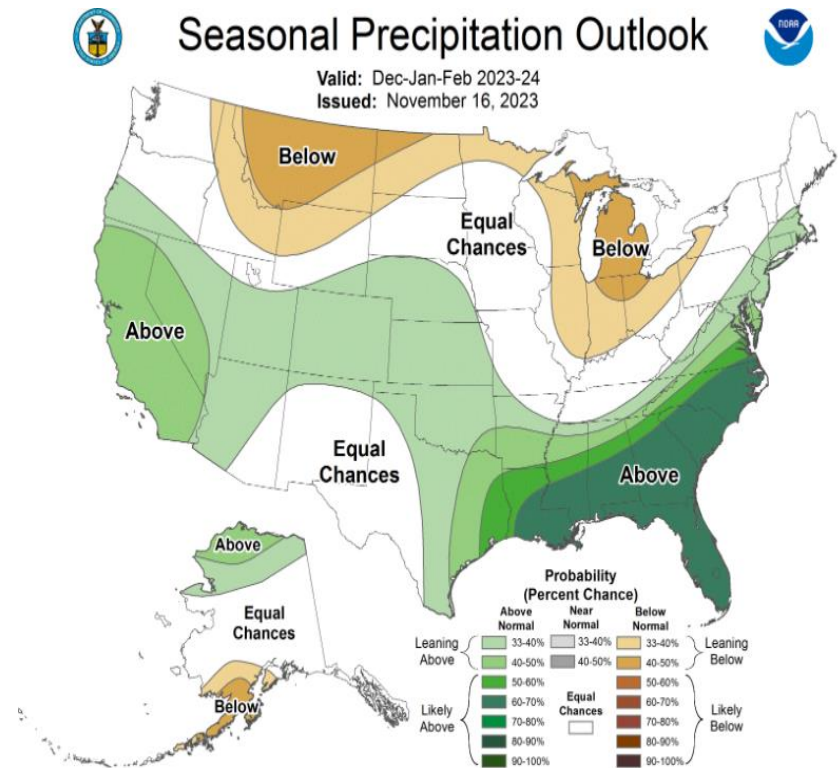 Seasonal Precipitation Outlook
NOAA
Valid: Dec-Jan-Feb 2023-24
Issued: November 16, 2023
Below
Equal
Chances
Below
Above
Equal
Chances
Above
Above
Equal
Chances
Below
Probability
(Percent Chance)
Above
Normal
Near
Normal
Below
Normal
Leaning
Above
33-40%
33-40%
33-40%
Leaning
Below
40-50%
40-50%
40-50%
Likely
Above
50-60%
Equal
Chances
50-60%
Likely
Below
60-70%
60-70%
70-80%
70-80%
80-90%
80-90%
90-100%
90-100%